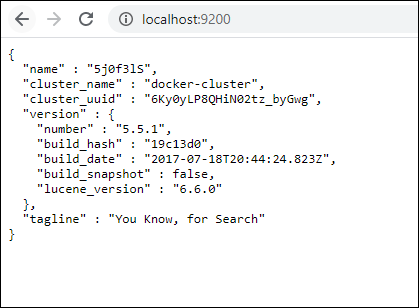 localhost:9200
{
  "name" : "5j0f3lS",
  "cluster_name" : "docker-cluster",
  "cluster_uuid" : "6Ky0yLP8QHiN02tz_byGwg",
  "version" : {
    "number" : "5.5.1",
    "build_hash" : "19c13d0",
    "build_date" : "2017-07-18T20:44:24.823Z",
    "build_snapshot" : false,
    "lucene_version" : "6.6.0"
  },
  "tagline" : "You Know, for Search"
}